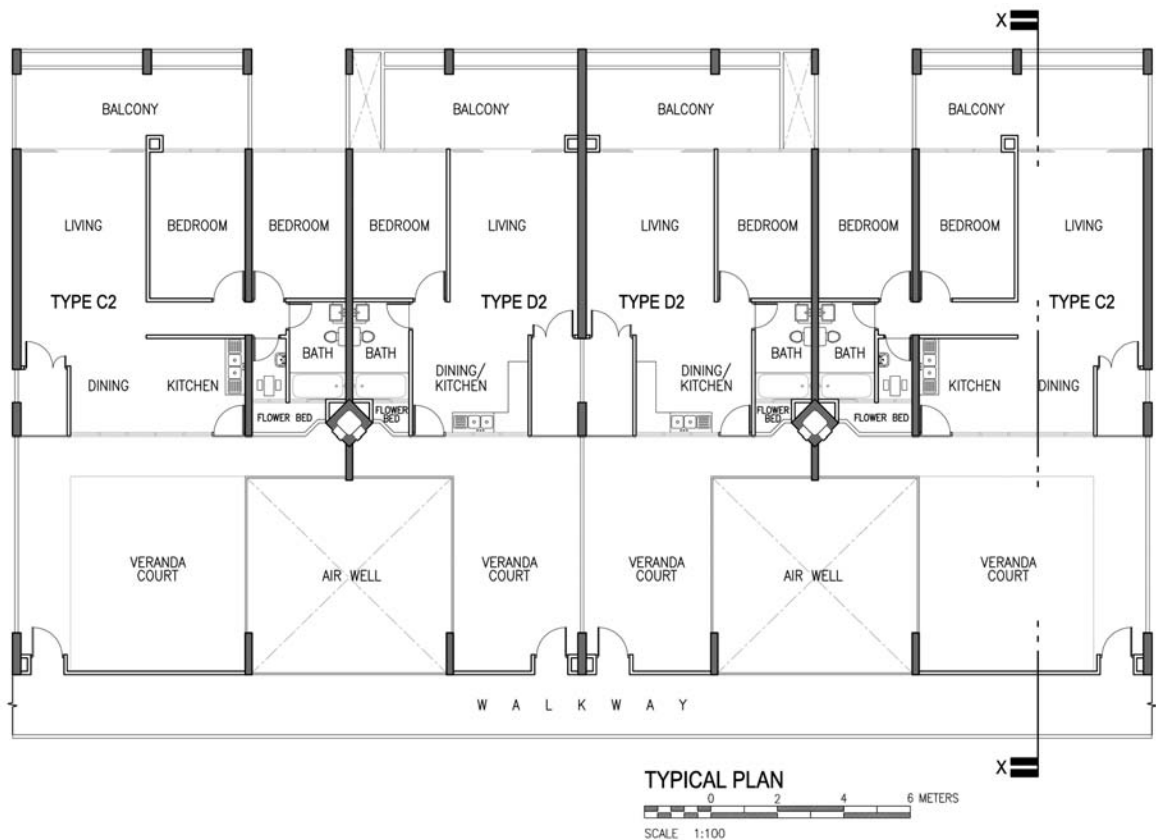 X
BALCONY
BALCONY
BALCONY
BALCONY
LIVING
BEDROOM
BEDROOM
BEDROOM
LIVING
LIVING
BEDROOM
BEDROOM
BEDROOM
LIVING
TYPE C2
TYPE D2
TYPE D2
TYPE C2
BATH
BATH
BATH
BATH
DINING
KITCHEN
DINING/
KITCHEN
DINING/
KITCHEN
KITCHEN
DINING
FLOWER BED
FLOWER
BED
FLOWER
BED
FLOWER BED
VERANDA
COURT
AIR WELL
VERANDA
COURT
VERANDA
COURT
AIR WELL
VERANDA
COURT
W A L K W A Y
X
TYPICAL PLAN
0 2 4 6 METERS
SCALE 1:100